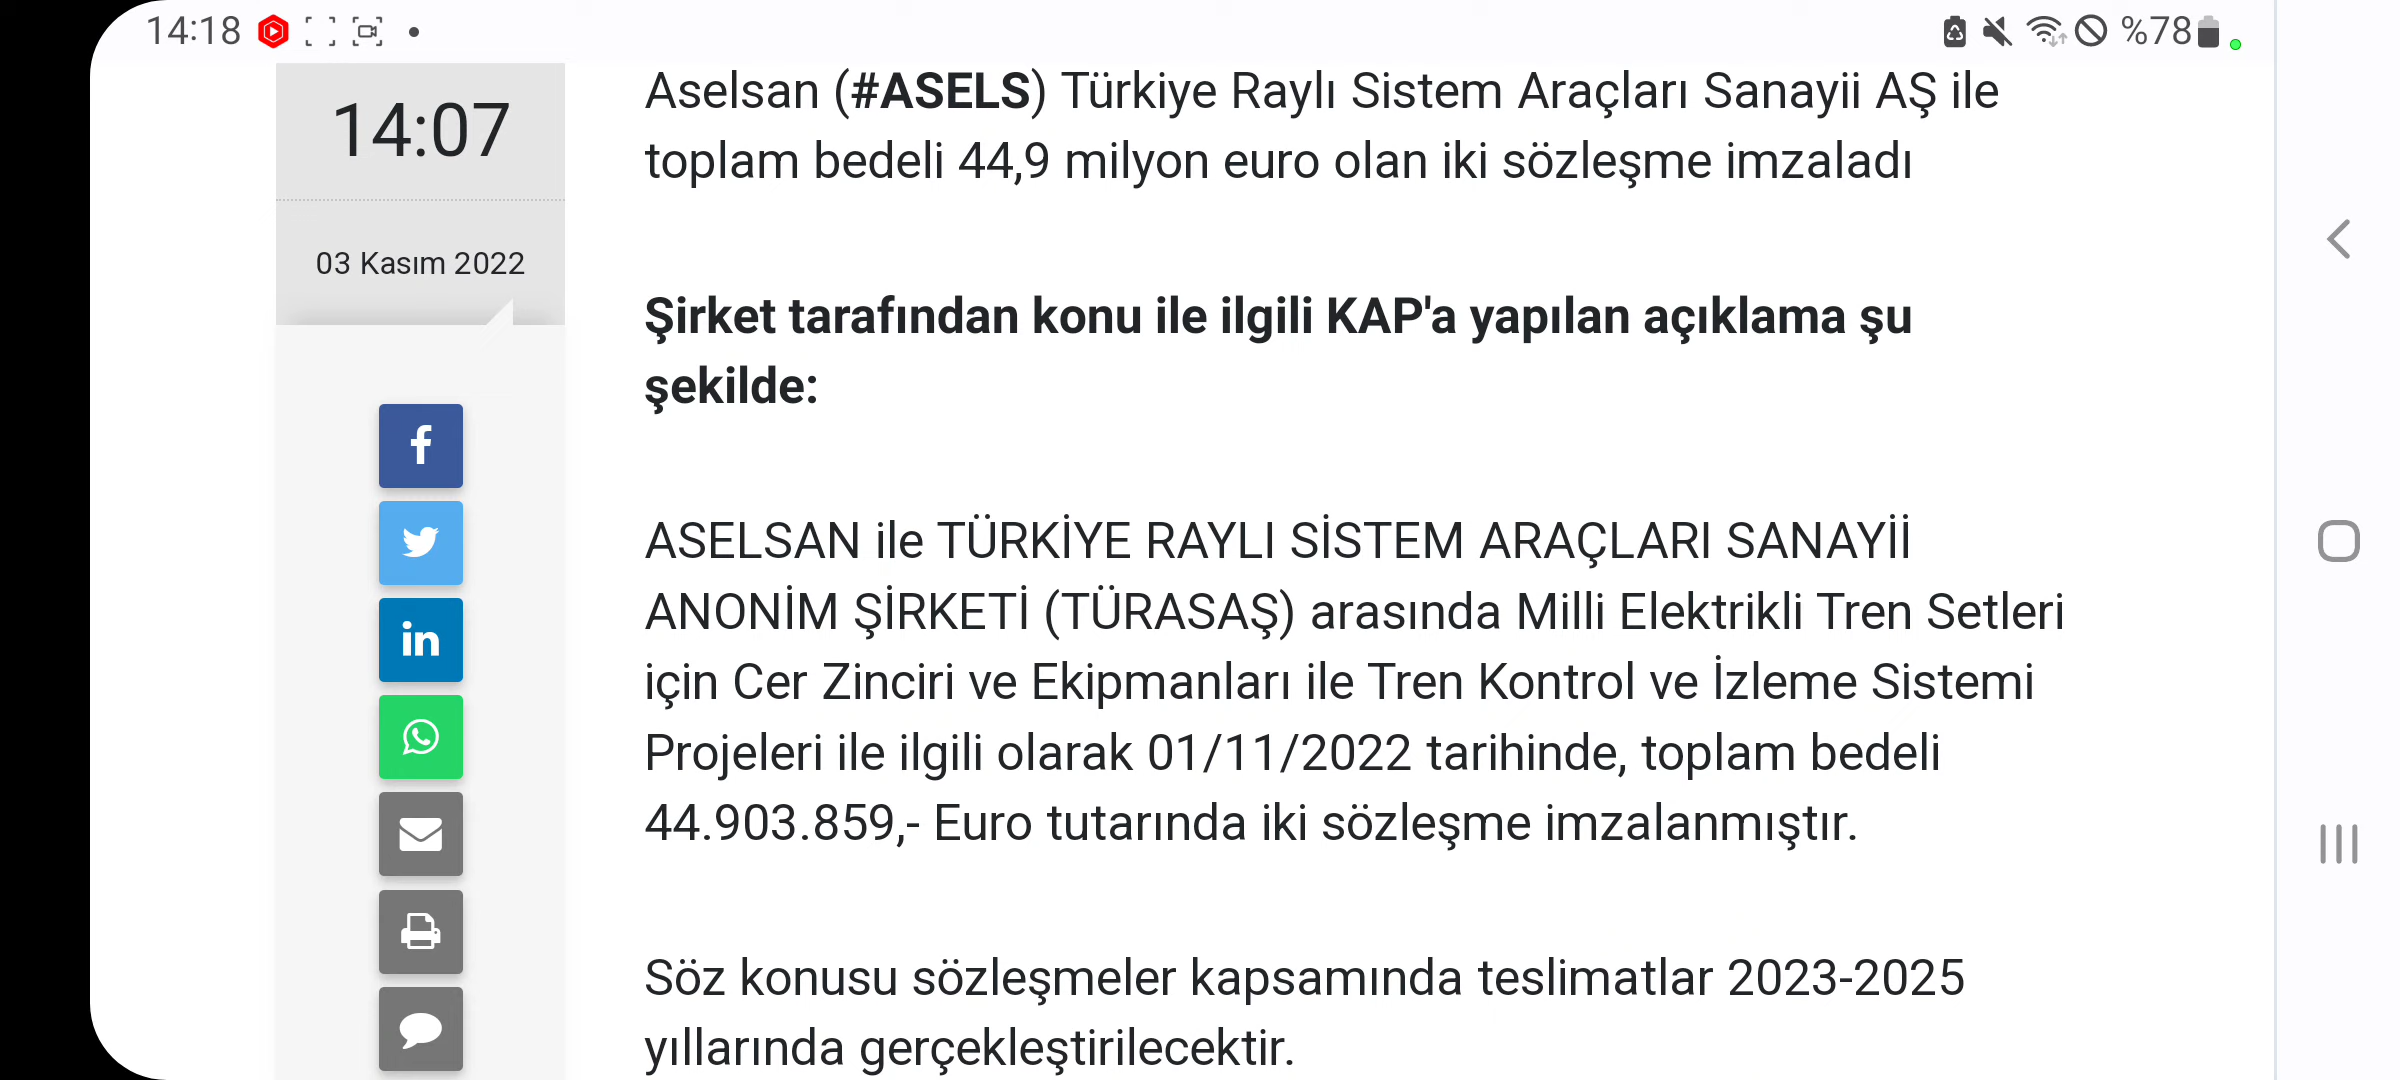 14:18
%78
14:07
03 Kasım 2022
Aselsan (#ASELS) Türkiye Raylı Sistem Araçları Sanayii AŞ ile
toplam bedeli 44,9 milyon euro olan iki sözleşme imzaladı
Şirket tarafından konu ile ilgili KAP'a yapılan açıklama şu
şekilde:
ASELSAN ile TÜRKİYE RAYLI SİSTEM ARAÇLARI SANAYİİ
ANONİM ŞİRKETİ (TÜRASAŞ) arasında Milli Elektrikli Tren Setleri
için Cer Zinciri ve Ekipmanları ile Tren Kontrol ve İzleme Sistemi
Projeleri ile ilgili olarak 01/11/2022 tarihinde, toplam bedeli
44.903.859,- Euro tutarında iki sözleşme imzalanmıştır.
Söz konusu sözleşmeler kapsamında teslimatlar 2023-2025
yıllarında gerçekleştirilecektir.